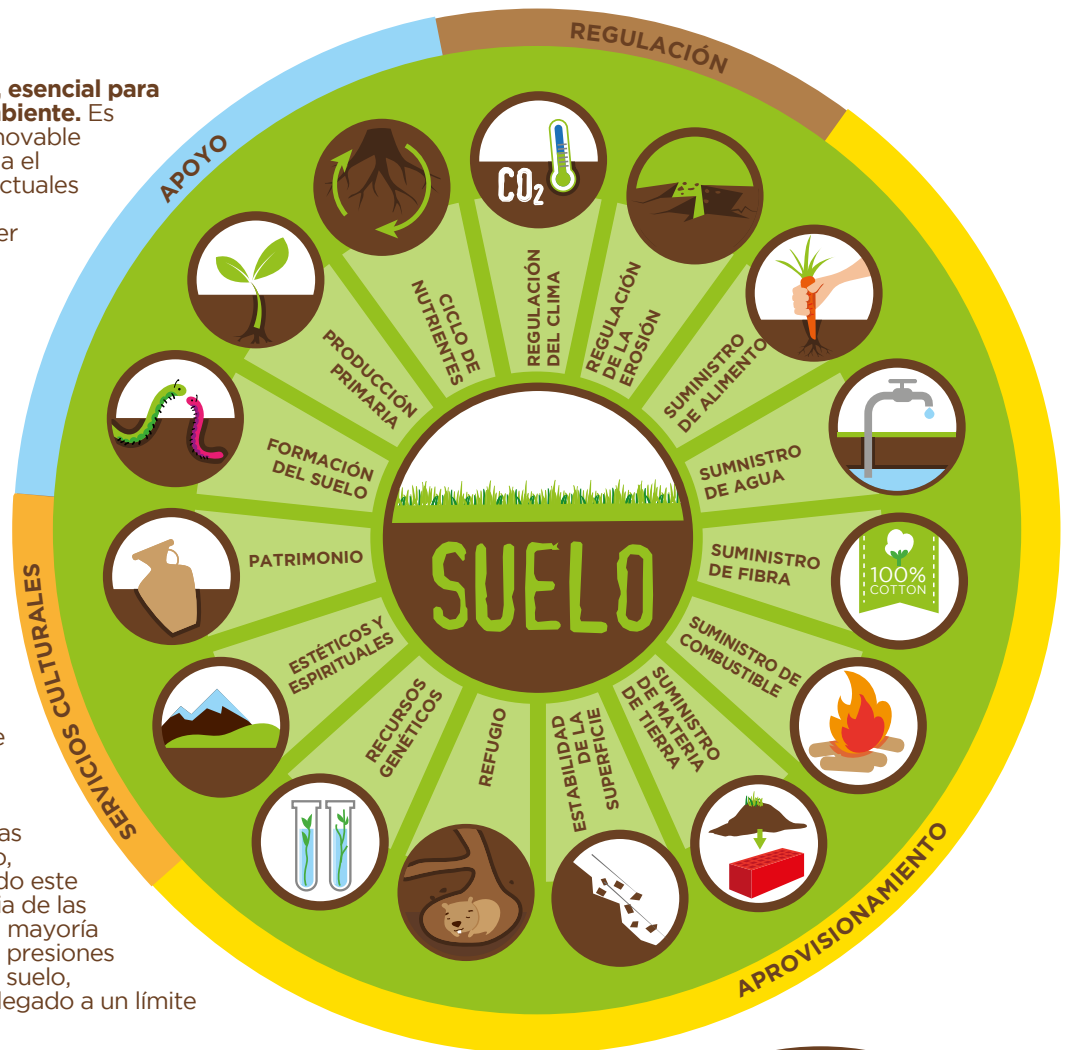 , esencial para
biente. Es
novable
a el
ctuales
er
e
as
o,
do este
ia de las
mayoría
presiones
suelo,
legado a un límite
REGULACIÓN
APOYO
SERVICIOS CULTURALES
APROVISIONAMIENTO
CO₂
REGULACIÓN
DEL CLIMA
REGULACIÓN
DE LA
EROSIÓN
SUMINISTRO
DE ALIMENTO
SUMNISTRO
DE AGUA
SUMINISTRO
DE FIBRA
100%
COTTON
SUMINISTRO DE
COMBUSTIBLE
SUMINISTRO
DE MATERIA
DE TIERRA
ESTABILIDAD
DE LA
SUPERFICIE
REFUGIO
RECURSOS
GENÉTICOS
ESTÉTICOS Y
ESPIRITUALES
PATRIMONIO
FORMACIÓN
DEL SUELO
PRODUCCIÓN
PRIMARIA
CICLO DE
NUTRIENTES
SUELO